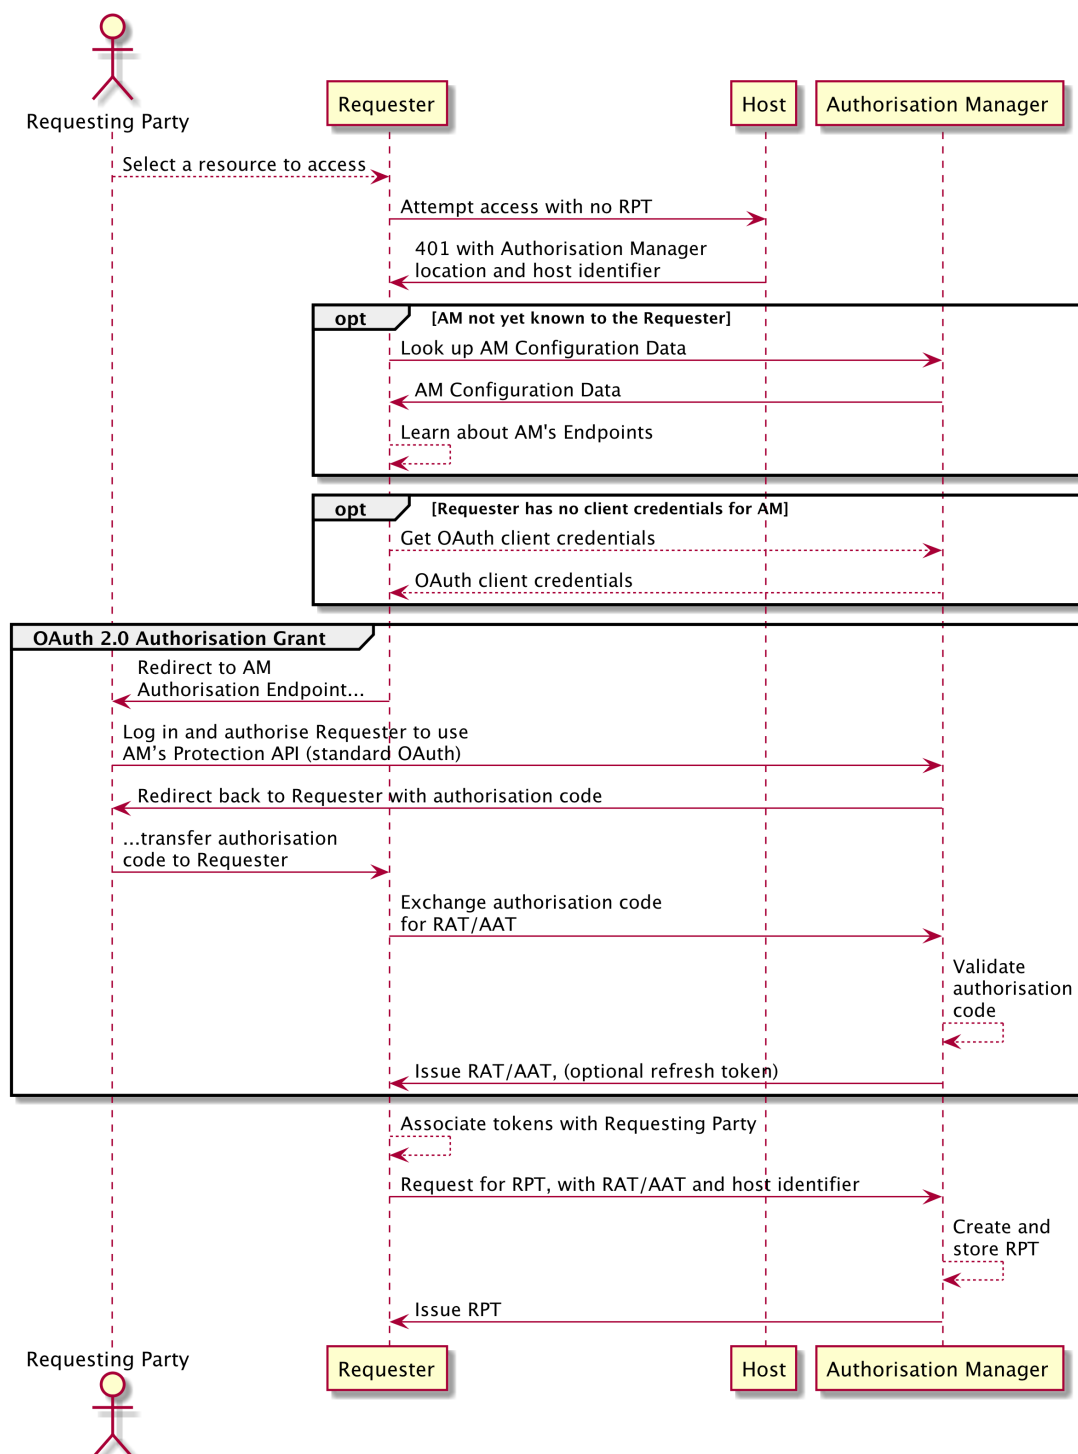 Requesting Party
Requester
Host
Authorisation Manager
Select a resource to access
Attempt access with no RPT
401 with Authorisation Manager
location and host identifier
opt
[AM not yet known to the Requester]
Look up AM Configuration Data
AM Configuration Data
Learn about AM's Endpoints
opt
[Requester has no client credentials for AM]
Get OAuth client credentials
OAuth client credentials
OAuth 2.0 Authorisation Grant
Redirect to AM
Authorisation Endpoint...
Log in and authorise Requester to use
AM’s Protection API (standard OAuth)
Redirect back to Requester with authorisation code
...transfer authorisation
code to Requester
Exchange authorisation code
for RAT/AAT
Validate
authorisation
code
Issue RAT/AAT, (optional refresh token)
Associate tokens with Requesting Party
Request for RPT, with RAT/AAT and host identifier
Create and
store RPT
Issue RPT
Requesting Party
Requester
Host
Authorisation Manager